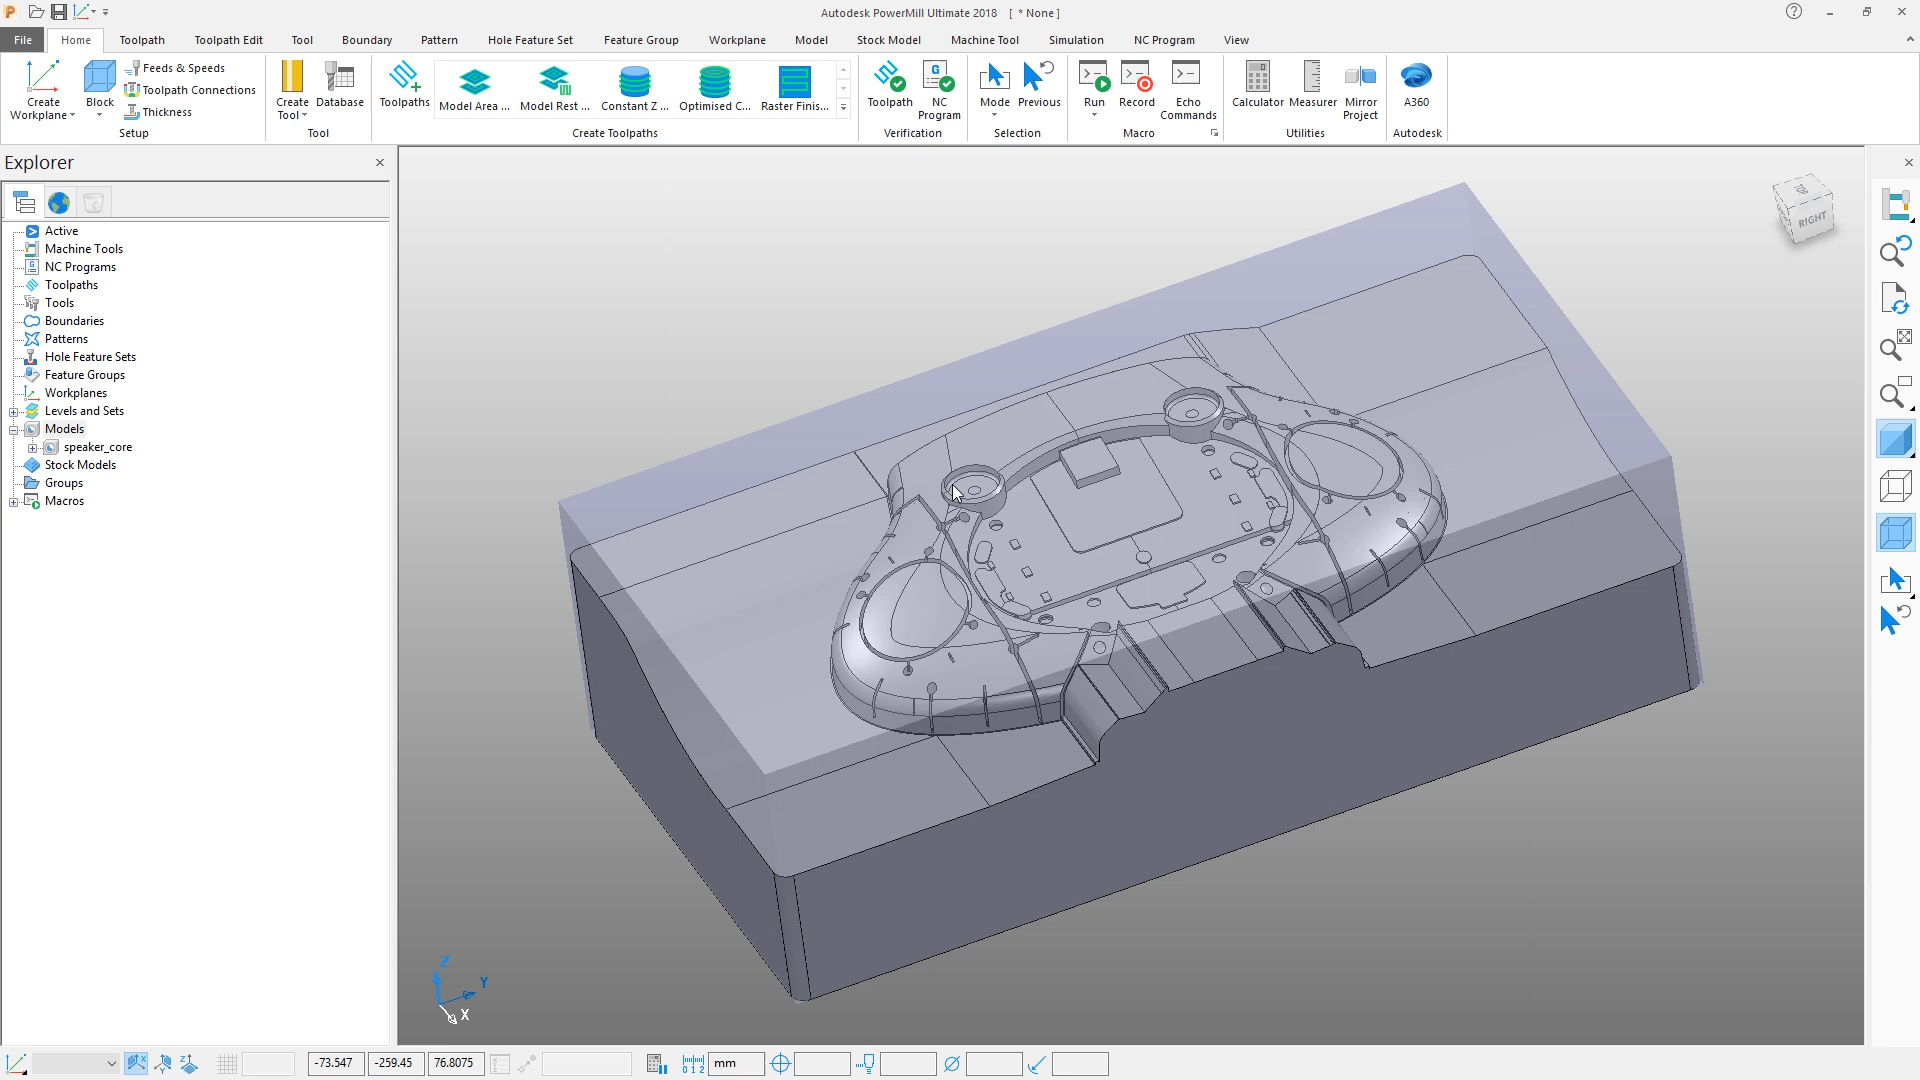 Autodesk PowerMill Ultimate 2018 [ * None ]
File Home Toolpath Toolpath Edit Tool Boundary Pattern Hole Feature Set Feature Group Workplane Model Stock Model Machine Tool Simulation NC Program View
Create Workplane
Block
Feeds & Speeds
Toolpath Connections
Thickness
Setup
Create Tool
Database
Tool
Toolpaths
Model Area ...
Model Rest ...
Constant Z ...
Optimised C...
Raster Finis...
Create Toolpaths
Toolpath
NC Program
Verification
Mode
Previous
Selection
Run
Record
Echo Commands
Macro
Calculator
Measurer
Mirror Project
Utilities
A360
Autodesk
Explorer
Active
Machine Tools
NC Programs
Toolpaths
Tools
Boundaries
Patterns
Hole Feature Sets
Feature Groups
Workplanes
Levels and Sets
Models
speaker_core
Stock Models
Groups
Macros
TOP
RIGHT
Z
Y
X
-73.547 -259.45 76.8075 mm